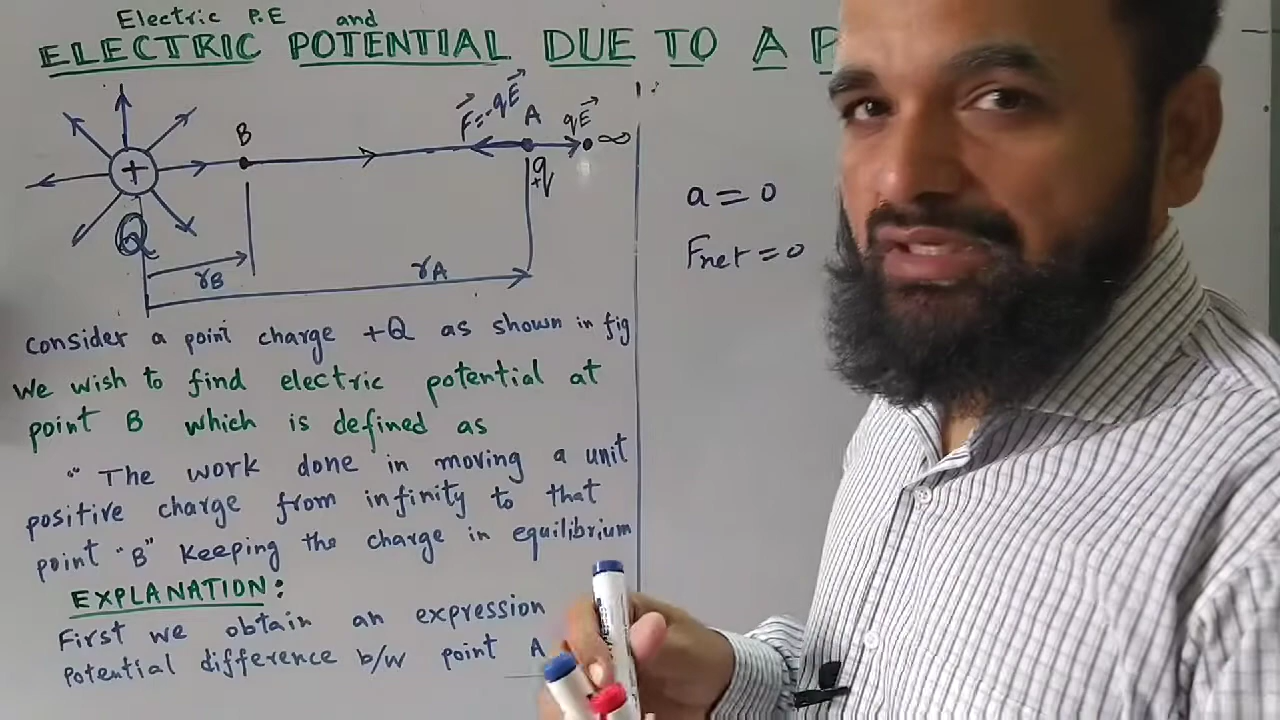 Electric P.E and
ELECTRIC POTENTIAL DUE TO A P
F = -qE A qE
B ∞
+
q
+
Q
rB
rA
a = 0
Fnet = 0
Consider a point charge +Q as shown in fig
We wish to find electric potential at
point B which is defined as
"The work done in moving a unit
positive charge from infinity to that
point "B" Keeping the charge in equilibrium
EXPLANATION:
First we obtain an expression
Potential difference b/w point A